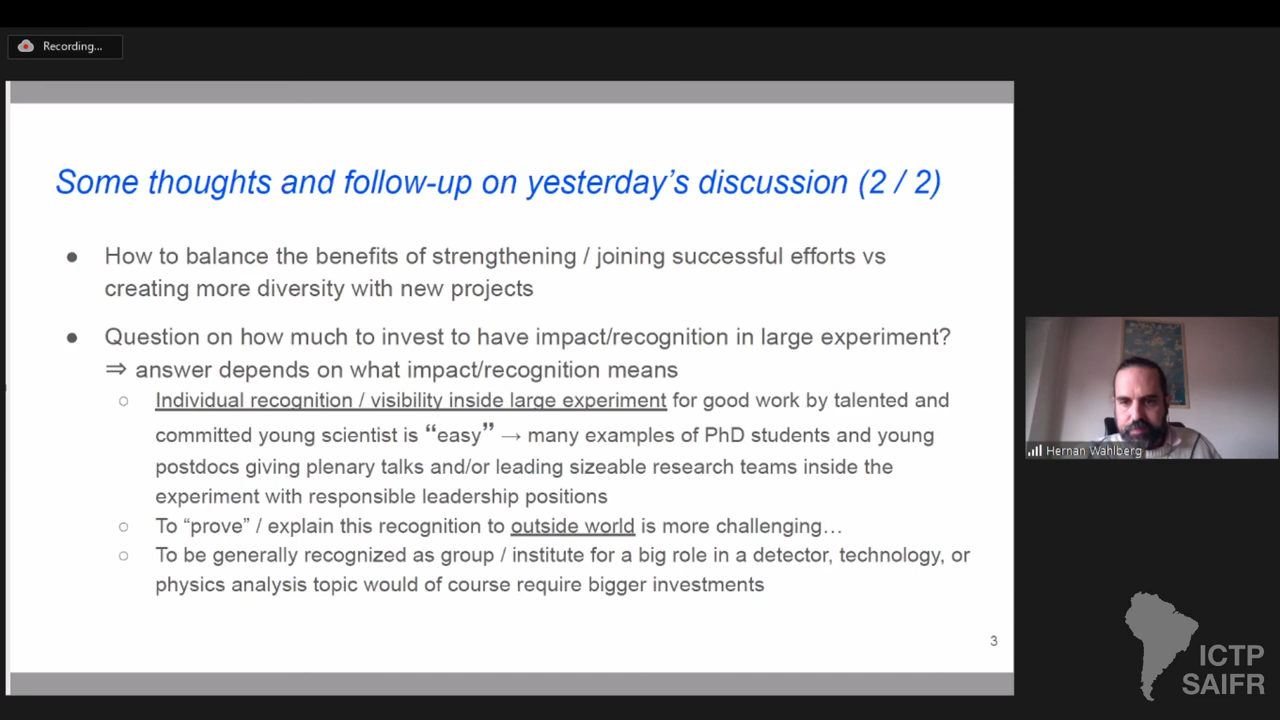 Recording...
Some thoughts and follow-up on yesterday's discussion (2 / 2)
● How to balance the benefits of strengthening / joining successful efforts vs
creating more diversity with new projects
● Question on how much to invest to have impact/recognition in large experiment?
⇒ answer depends on what impact/recognition means
○ Individual recognition / visibility inside large experiment for good work by talented and
committed young scientist is “easy” → many examples of PhD students and young
postdocs giving plenary talks and/or leading sizeable research teams inside the
experiment with responsible leadership positions
○ To “prove” / explain this recognition to outside world is more challenging…
○ To be generally recognized as group / institute for a big role in a detector, technology, or
physics analysis topic would of course require bigger investments
3
Hernan Wahlberg
ICTP
SAIFR